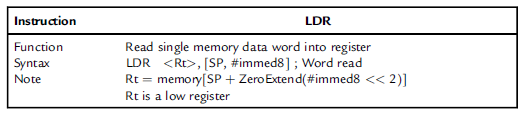 Instruction LDR
Function Read single memory data word into register
Syntax LDR <Rt>, [SP, #immed8] ; Word read
Note Rt = memory[SP + ZeroExtend(#immed8 << 2)]
Rt is a low register